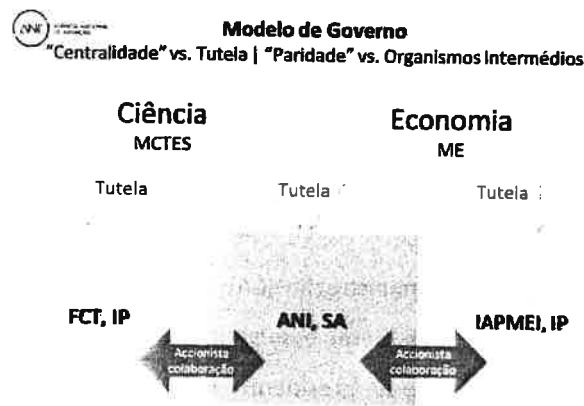 ANI
Modelo de Governo
"Centralidade" vs. Tutela | "Paridade" vs. Organismos Intermédios
Ciência
MCTES
Economia
ME
Tutela
Tutela
Tutela
FCT, IP
ANI, SA
IAPMEI, IP
Accionista
colaboração
Accionista
colaboração